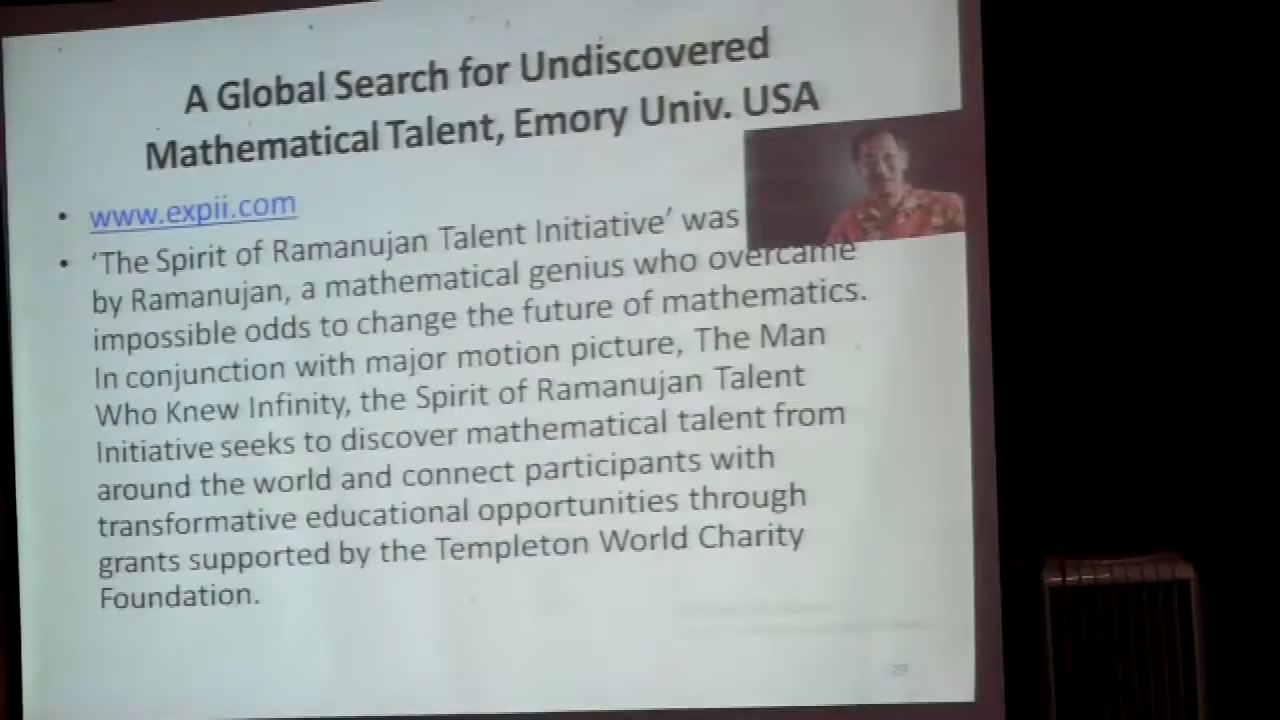 A Global Search for Undiscovered
Mathematical Talent, Emory Univ. USA
• www.expii.com
• ‘The Spirit of Ramanujan Talent Initiative’ was
by Ramanujan, a mathematical genius who overcame
impossible odds to change the future of mathematics.
In conjunction with major motion picture, The Man
Who Knew Infinity, the Spirit of Ramanujan Talent
Initiative seeks to discover mathematical talent from
around the world and connect participants with
transformative educational opportunities through
grants supported by the Templeton World Charity
Foundation.
29